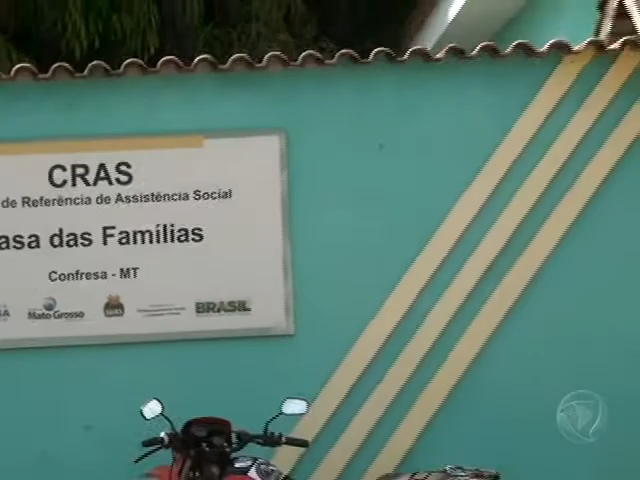 CRAS
de Referência de Assistência Social
asa das Famílias
Confresa - MT
Mato Grosso
BRASIL